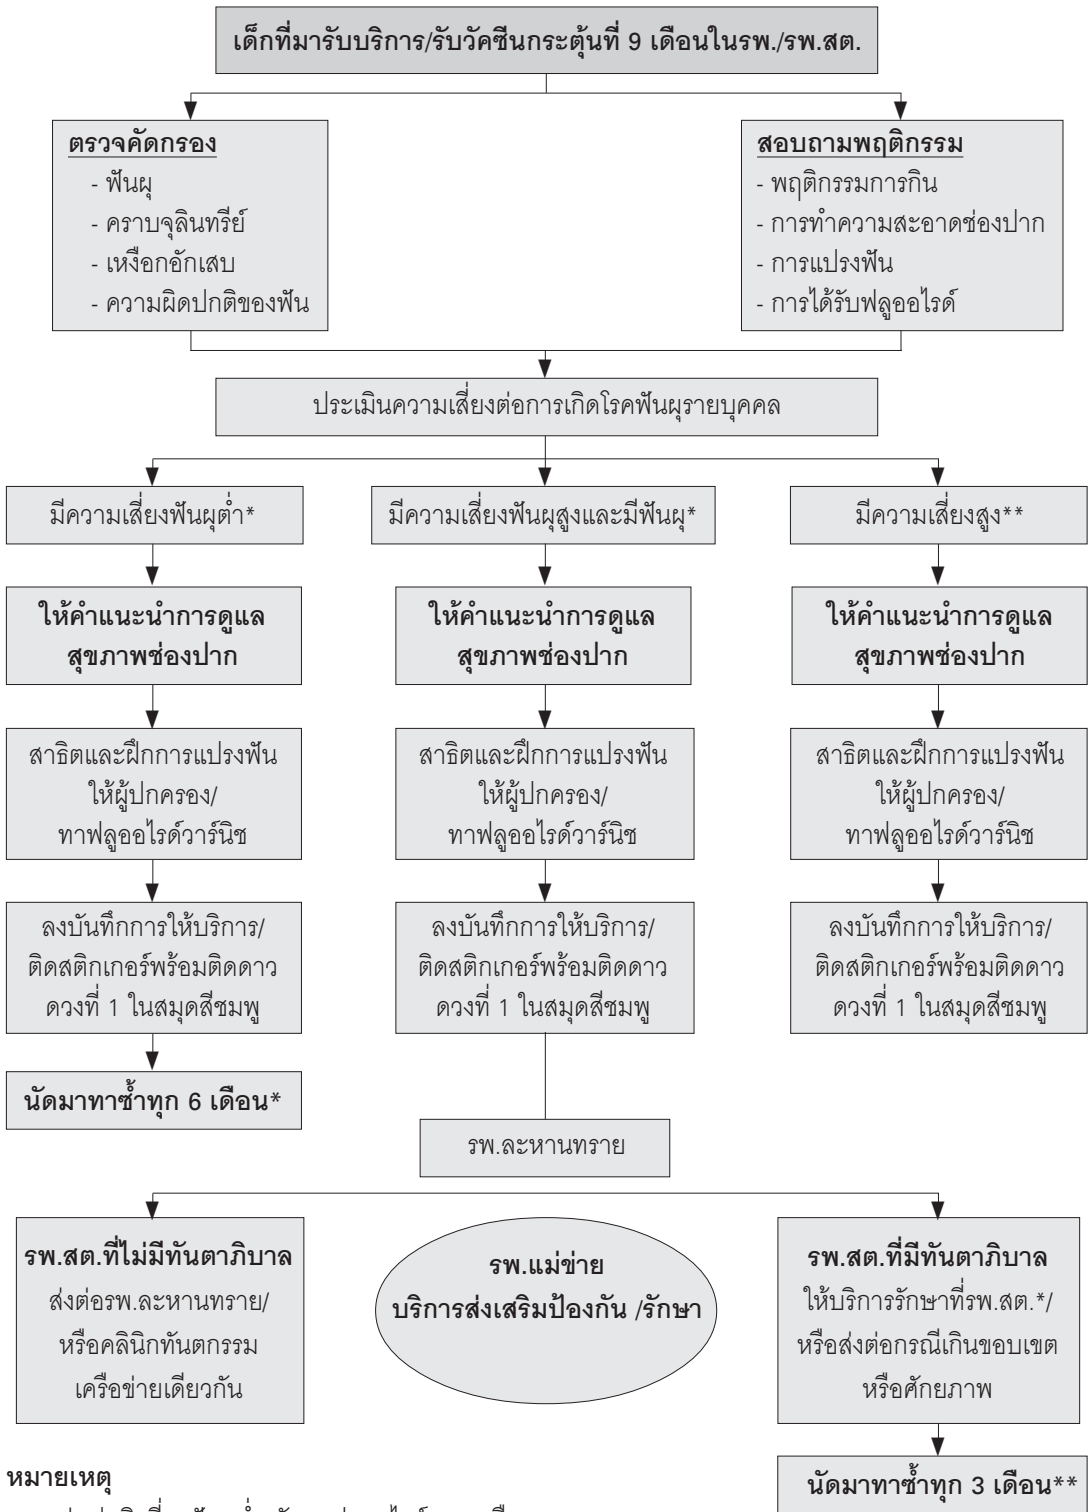 เด็กที่มารับบริการ/รับวัคซีนกระตุ้นที่ 9 เดือนในรพ./รพ.สต.
ตรวจคัดกรอง
- ฟันผุ
- คราบจุลินทรีย์
- เหงือกอักเสบ
- ความผิดปกติของฟัน
สอบถามพฤติกรรม
- พฤติกรรมการกิน
- การทำความสะอาดช่องปาก
- การแปรงฟัน
- การได้รับฟลูออไรด์
ประเมินความเสี่ยงต่อการเกิดโรคฟันผุรายบุคคล
มีความเสี่ยงฟันผุต่ำ*
มีความเสี่ยงฟันผุสูงและมีฟันผุ*
มีความเสี่ยงสูง**
ให้คำแนะนำการดูแล
สุขภาพช่องปาก
ให้คำแนะนำการดูแล
สุขภาพช่องปาก
ให้คำแนะนำการดูแล
สุขภาพช่องปาก
สาธิตและฝึกการแปรงฟัน
ให้ผู้ปกครอง/
ทาฟลูออไรด์วาร์นิช
สาธิตและฝึกการแปรงฟัน
ให้ผู้ปกครอง/
ทาฟลูออไรด์วาร์นิช
สาธิตและฝึกการแปรงฟัน
ให้ผู้ปกครอง/
ทาฟลูออไรด์วาร์นิช
ลงบันทึกการให้บริการ/
ติดสติกเกอร์พร้อมติดดาว
ดวงที่ 1 ในสมุดสีชมพู
ลงบันทึกการให้บริการ/
ติดสติกเกอร์พร้อมติดดาว
ดวงที่ 1 ในสมุดสีชมพู
ลงบันทึกการให้บริการ/
ติดสติกเกอร์พร้อมติดดาว
ดวงที่ 1 ในสมุดสีชมพู
นัดมาทาซ้ำทุก 6 เดือน*
รพ.ละหานทราย
รพ.สต.ที่ไม่มีทันตาภิบาล
ส่งต่อรพ.ละหานทราย/
หรือคลินิกทันตกรรม
เครือข่ายเดียวกัน
รพ.แม่ข่าย
บริการส่งเสริมป้องกัน /รักษา
รพ.สต.ที่มีทันตาภิบาล
ให้บริการรักษาที่รพ.สต.*/
หรือส่งต่อกรณีเกินขอบเขต
หรือศักยภาพ
นัดมาทาซ้ำทุก 3 เดือน**
หมายเหตุ